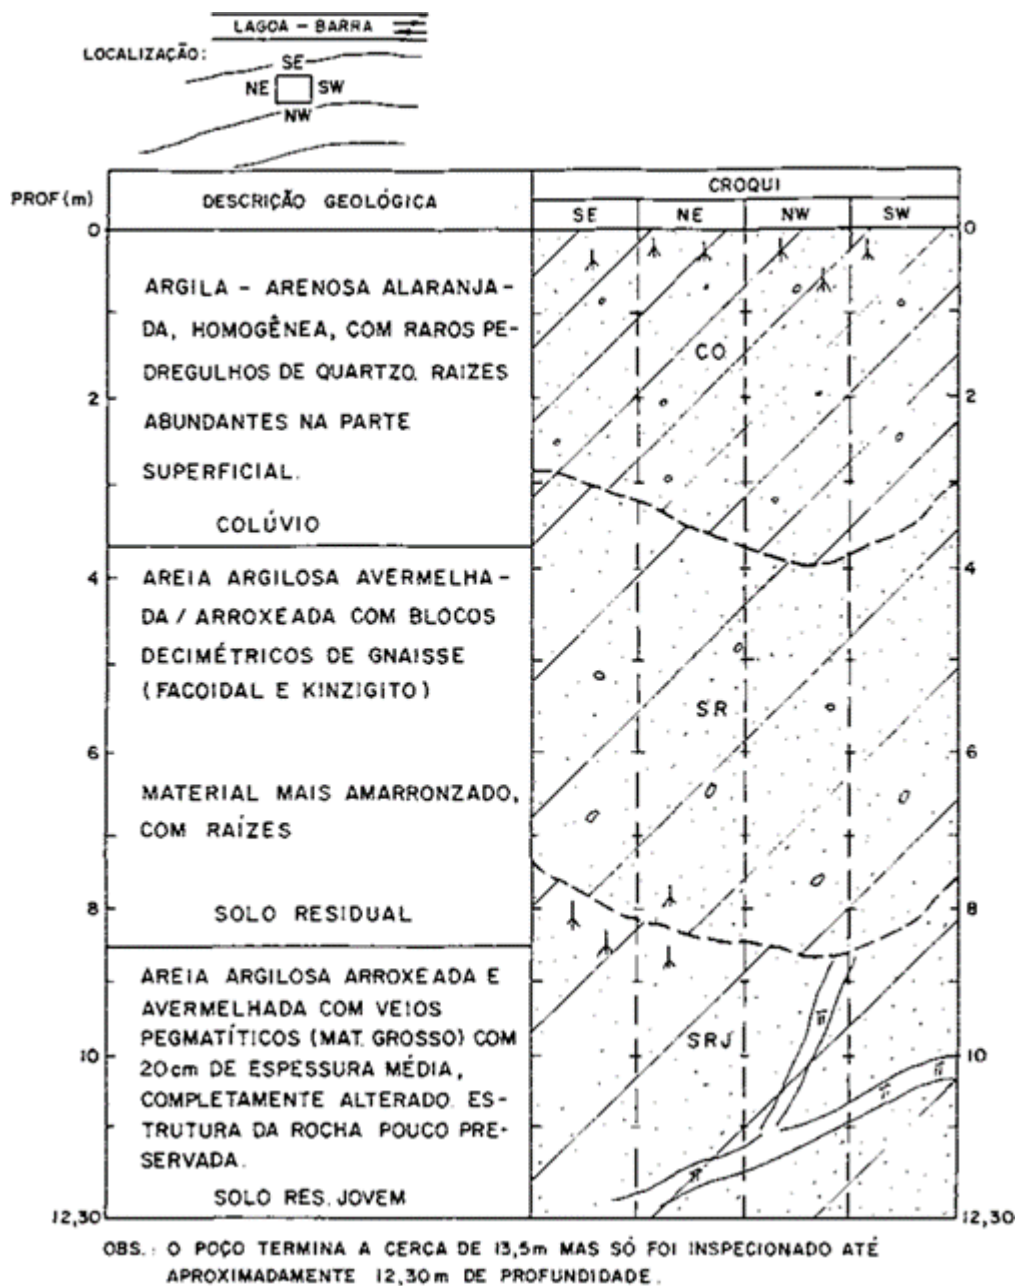 LAGOA - BARRA
LOCALIZAÇÃO:
SE
NE SW
NW
PROF (m) DESCRIÇÃO GEOLÓGICA CROQUI
SE NE NW SW
0 0
ARGILA - ARENOSA ALARANJA-
DA, HOMOGÊNEA, COM RAROS PE-
DREGULHOS DE QUARTZO. RAIZES
ABUNDANTES NA PARTE
SUPERFICIAL.
COLÚVIO
CO
2 2
4 4
AREIA ARGILOSA AVERMELHA-
DA / ARROXEADA COM BLOCOS
DECIMÉTRICOS DE GNAISSE
(FACOIDAL E KINZIGITO)
SR
6 6
MATERIAL MAIS AMARRONZADO,
COM RAÍZES
8 8
SOLO RESIDUAL
AREIA ARGILOSA ARROXEADA E
AVERMELHADA COM VEIOS
PEGMATÍTICOS (MAT. GROSSO) COM
20cm DE ESPESSURA MÉDIA,
COMPLETAMENTE ALTERADO. ES-
TRUTURA DA ROCHA POUCO PRE-
SERVADA.
SRJ
10 10
SOLO RES. JOVEM
12,30 12,30
OBS.: O POÇO TERMINA A CERCA DE 13,5m MAS SÓ FOI INSPECIONADO ATÉ
APROXIMADAMENTE 12,30m DE PROFUNDIDADE.